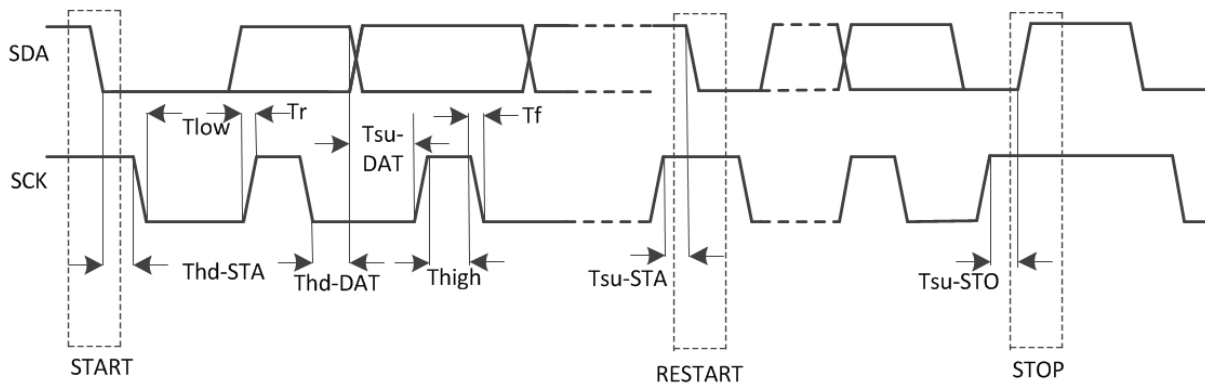 SDA
Tlow
Tr
Tsu-
DAT
Tf
SCK
Thd-STA
Thd-DAT
Thigh
Tsu-STA
Tsu-STO
START
RESTART
STOP